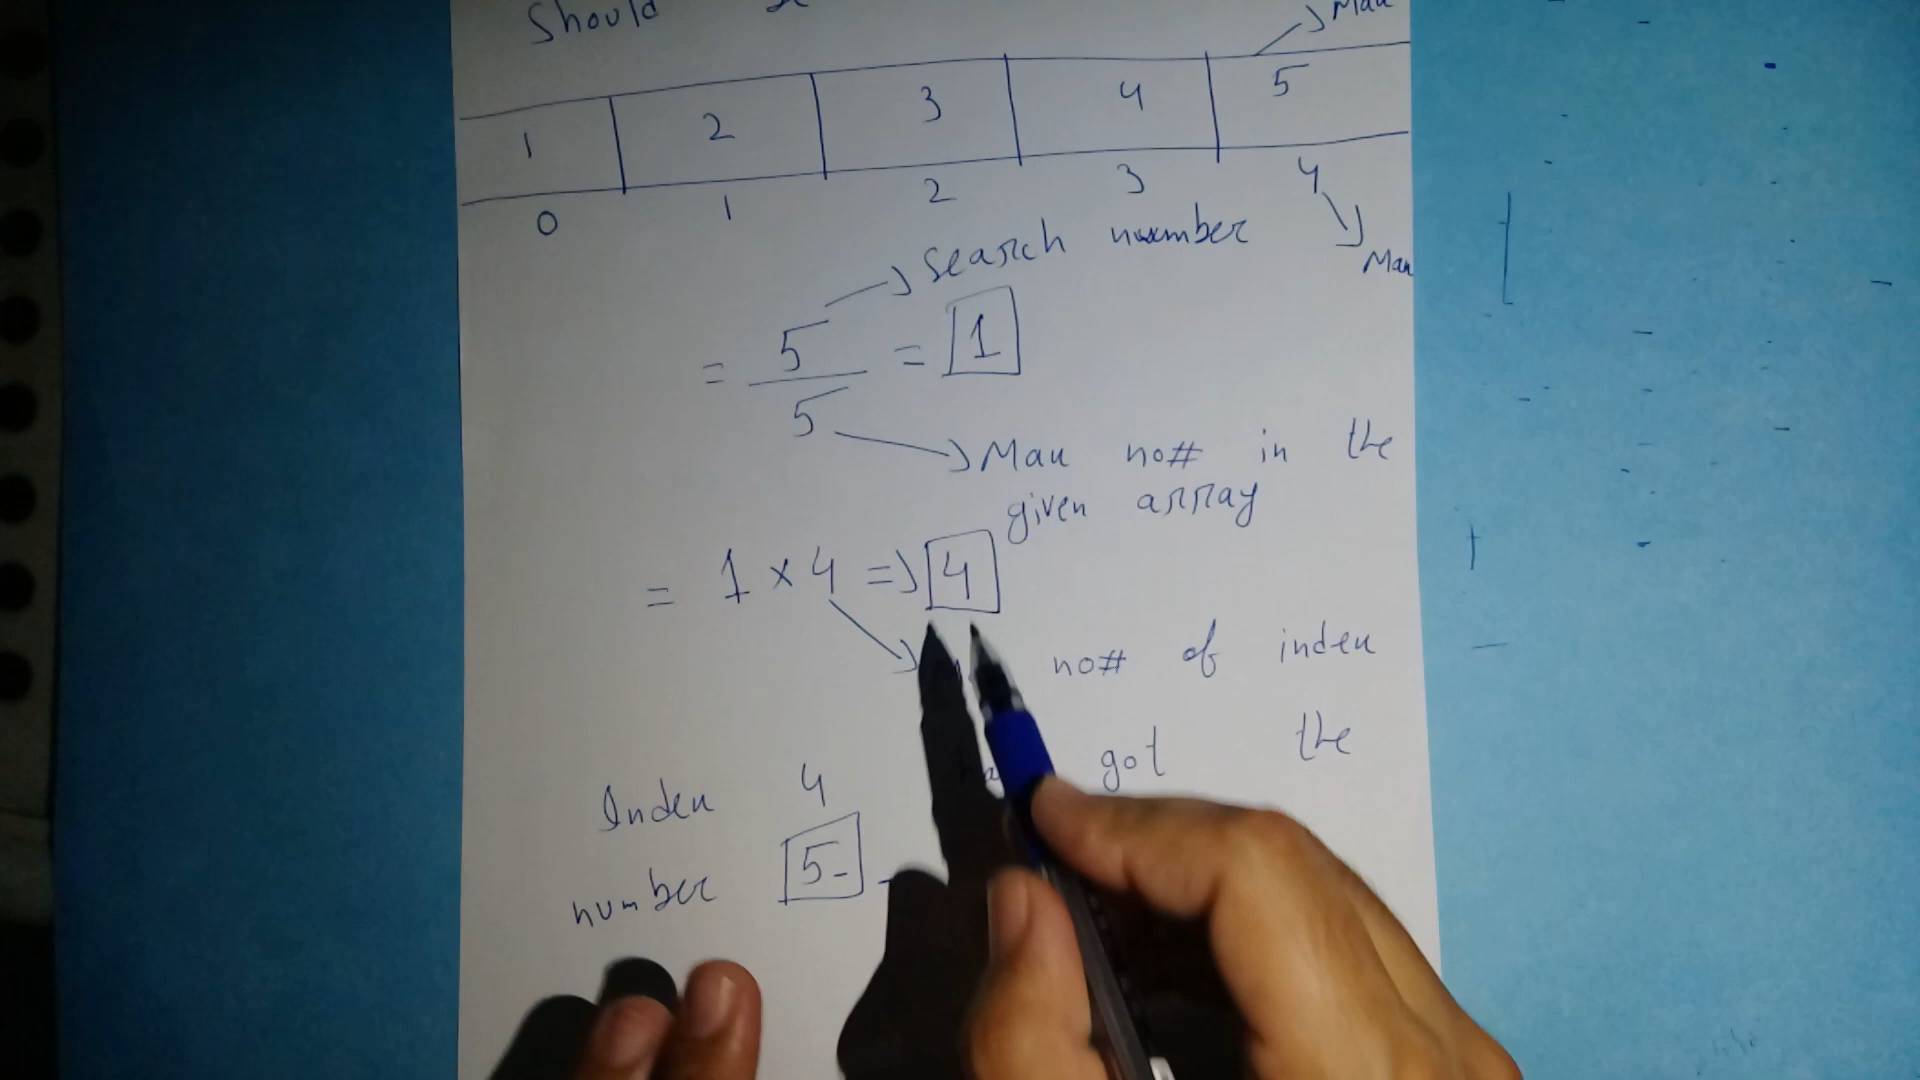 Should
Max
1 2 3 4 5
0 1 2 3 4
Search number
Max
= 5/5 = 1
Max no# in the
given array
= 1 × 4 => 4
no# of index
Index 4 got the
number 5